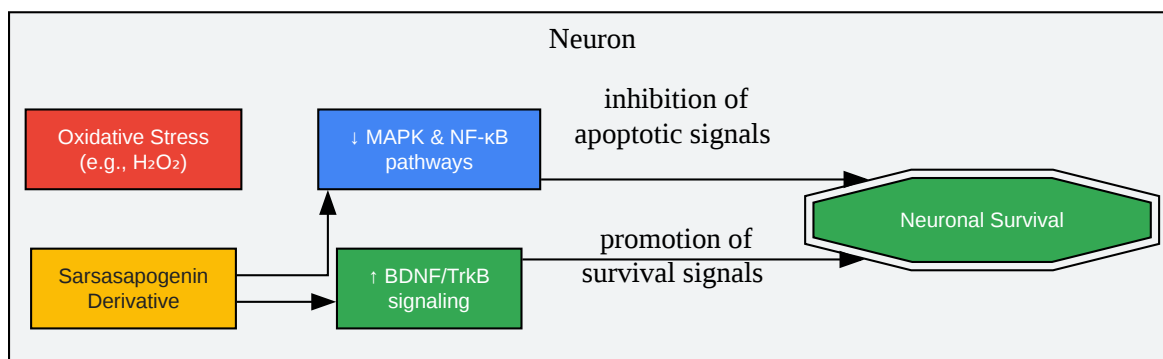 Neuron
Oxidative Stress
(e.g., H₂O₂)
↓ MAPK & NF-κB
pathways
inhibition of
apoptotic signals
Neuronal Survival
Sarsasapogenin
Derivative
↑ BDNF/TrkB
signaling
promotion of
survival signals